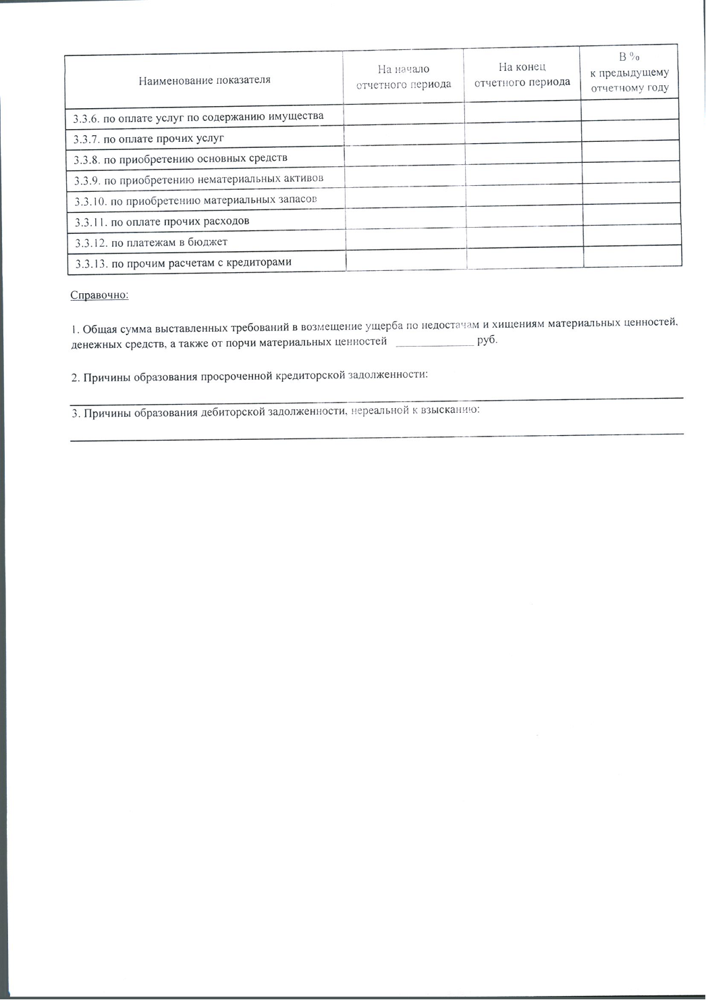 Наименование показателя
На начало
отчетного периода
На конец
отчетного периода
В %
к предыдущему
отчетному году
3.3.6. по оплате услуг по содержанию имущества
3.3.7. по оплате прочих услуг
3.3.8. по приобретению основных средств
3.3.9. по приобретению нематериальных активов
3.3.10. по приобретению материальных запасов
3.3.11. по оплате прочих расходов
3.3.12. по платежам в бюджет
3.3.13. по прочим расчетам с кредиторами
Справочно:
1. Общая сумма выставленных требований в возмещение ущерба по недостачам и хищениям материальных ценностей,
денежных средств, а также от порчи материальных ценностей ______________ руб.
2. Причины образования просроченной кредиторской задолженности:
3. Причины образования дебиторской задолженности, нереальной к взысканию: